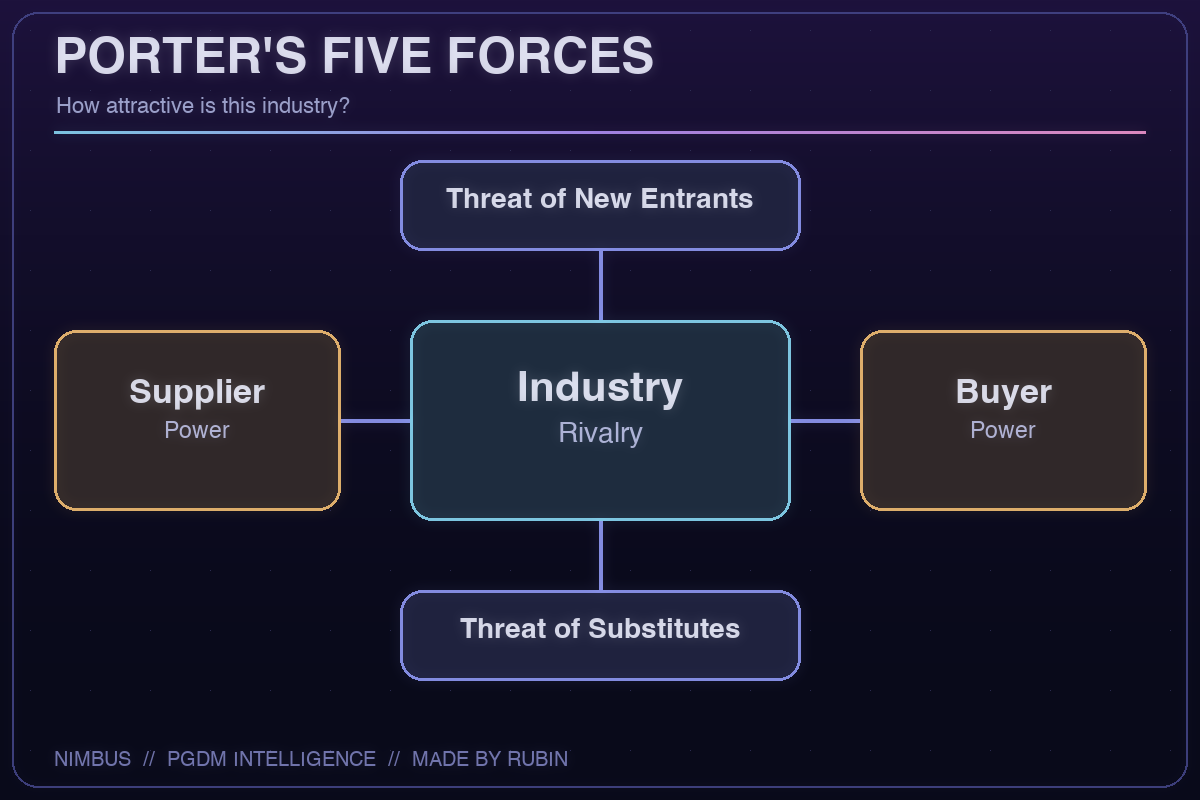 PORTER'S FIVE FORCES
How attractive is this industry?
Threat of New Entrants
Supplier
Power
Industry
Rivalry
Buyer
Power
Threat of Substitutes
NIMBUS // PGDM INTELLIGENCE // MADE BY RUBIN